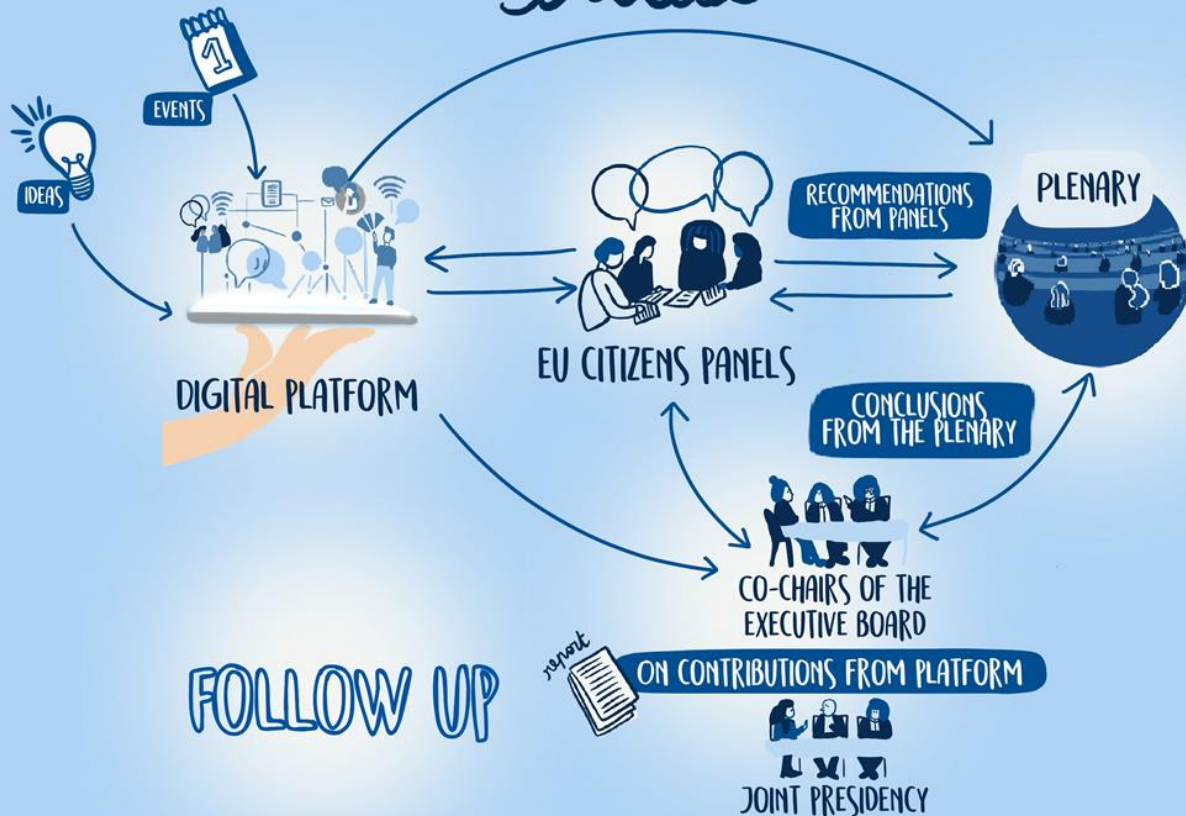 1
EVENTS
IDEAS
RECOMMENDATIONS
FROM PANELS
PLENARY
DIGITAL PLATFORM
EU CITIZENS PANELS
CONCLUSIONS
FROM THE PLENARY
CO-CHAIRS OF THE
EXECUTIVE BOARD
report
ON CONTRIBUTIONS FROM PLATFORM
FOLLOW UP
JOINT PRESIDENCY